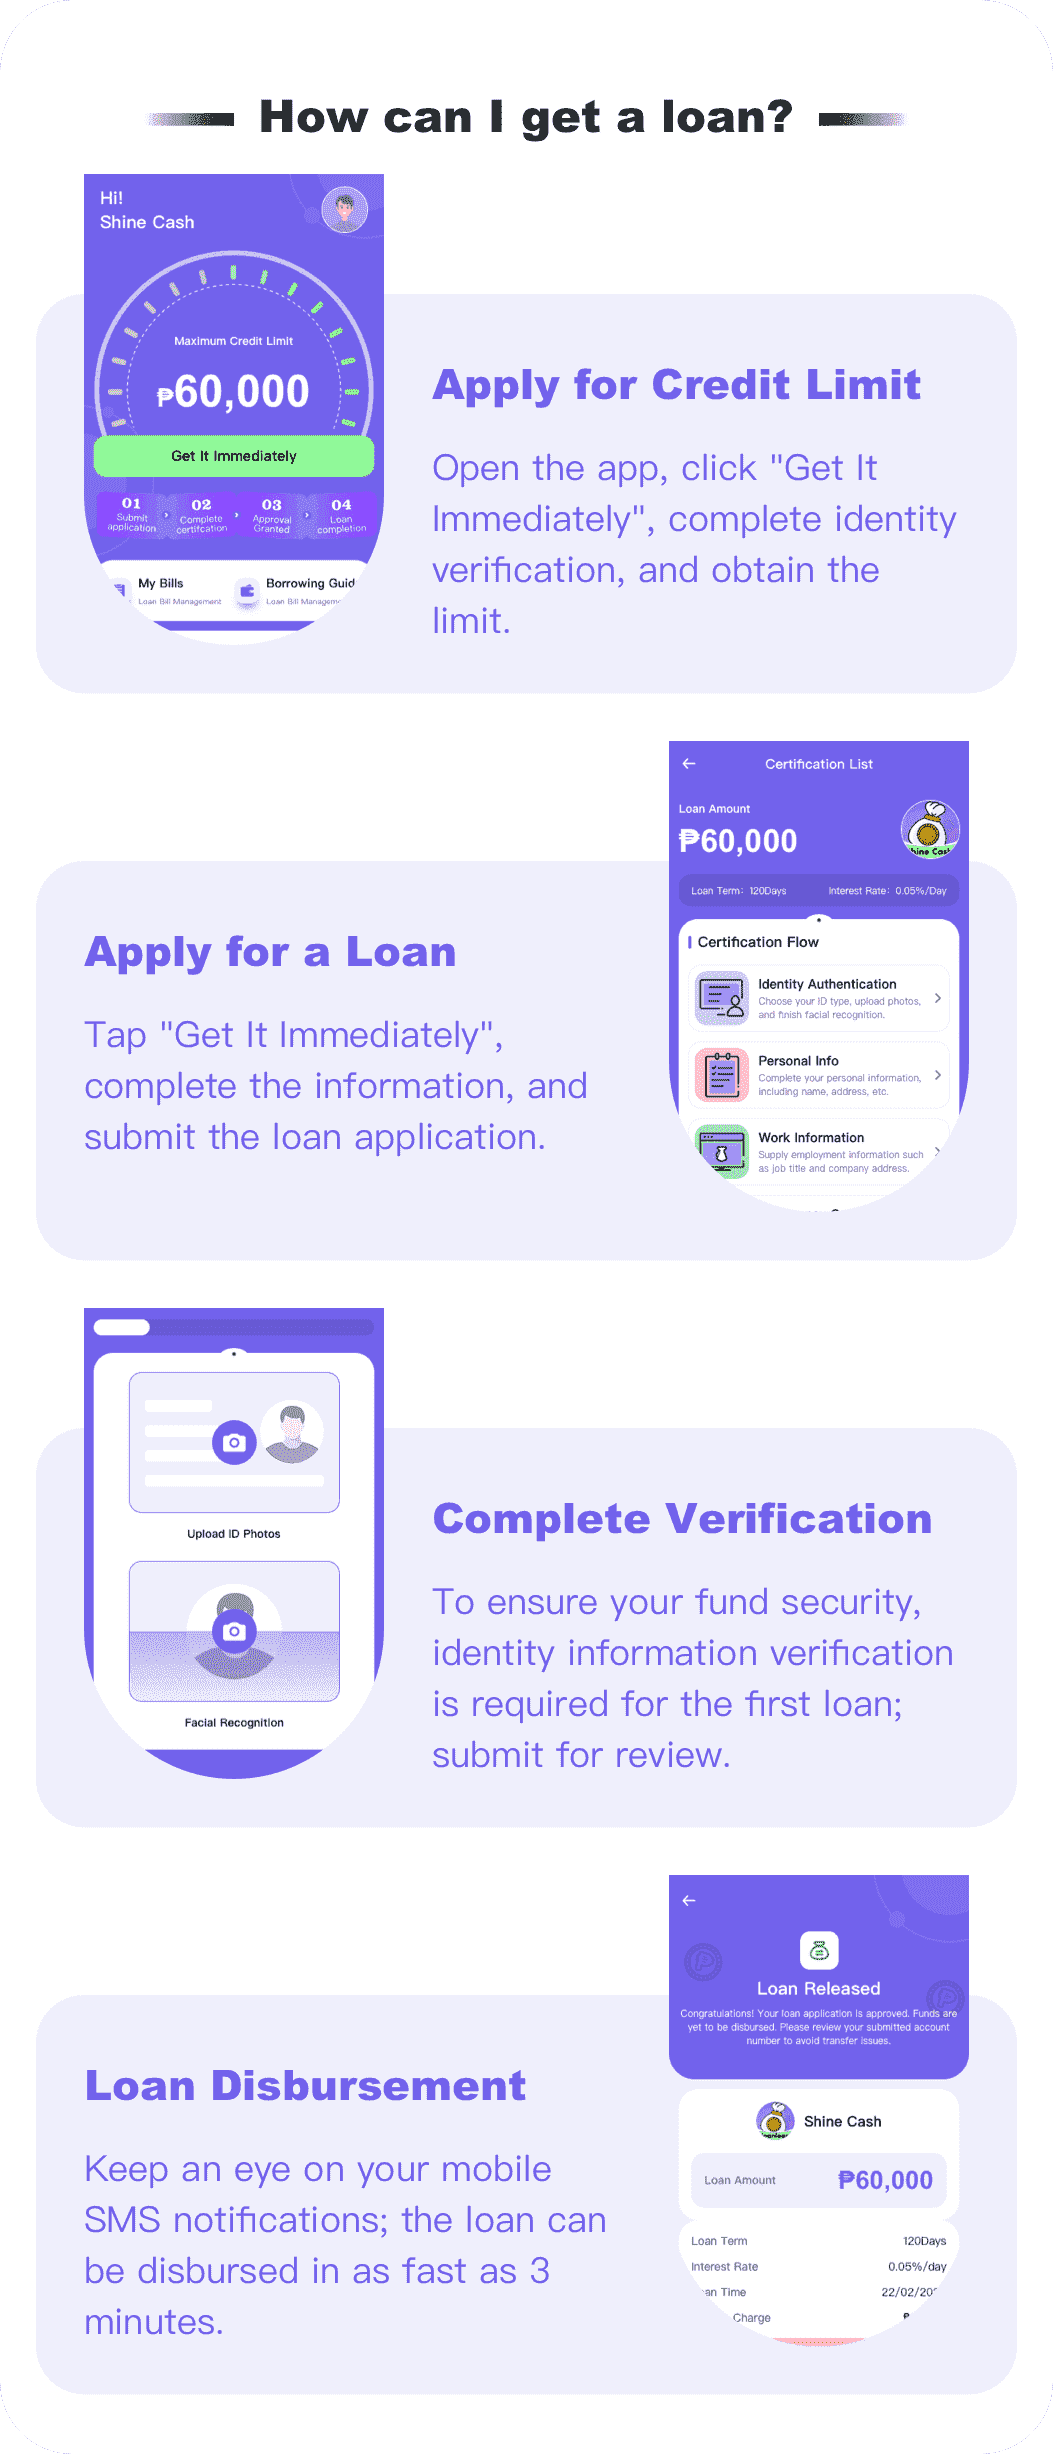 How can I get a loan?
Hi!
Shine Cash
Maximum Credit Limit
₱60,000
Get It Immediately
01
Submit
application
02
Complete
certifcation
03
Approval
Granted
04
Loan
completion
My Bills
Loan Bill Management
Borrowing Guid
Loan Bill Managem
Apply for Credit Limit
Open the app, click "Get It
Immediately", complete identity
verification, and obtain the
limit.
Certification List
Loan Amount
₱60,000
hine Cas
Loan Term: 120Days
Interest Rate: 0.05%/Day
Certification Flow
Identity Authentication
Choose your ID type, upload photos,
and finish facial recognition.
Personal Info
Complete your personal information,
including name, address, etc.
Work Information
Supply employment information such
as job title and company address.
Apply for a Loan
Tap "Get It Immediately",
complete the information, and
submit the loan application.
Upload ID Photos
Facial Recognition
Complete Verification
To ensure your fund security,
identity information verification
is required for the first loan;
submit for review.
Loan Released
Congratulations! Your loan application is approved. Funds are
yet to be disbursed. Please review your submitted account
number to avoid transfer issues.
Shine Cash
Loan Amount
₱60,000
Loan Term
120Days
Interest Rate
0.05%/day
an Time
22/02/20
Charge
Loan Disbursement
Keep an eye on your mobile
SMS notifications; the loan can
be disbursed in as fast as 3
minutes.